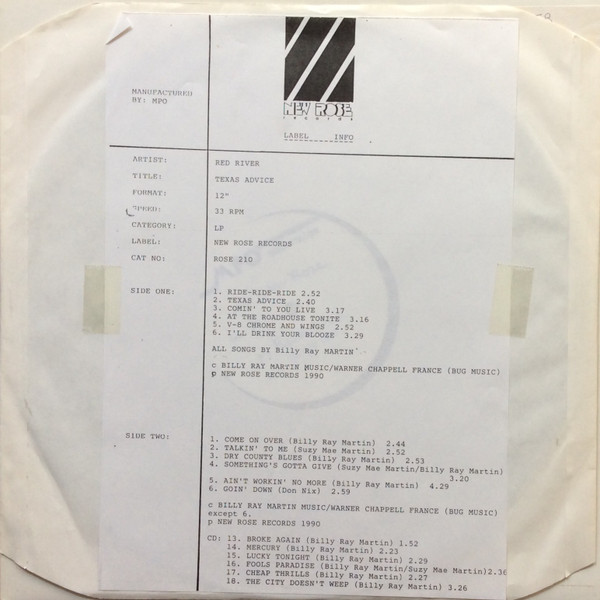 NEW ROSE
RECORDS
LABEL INFO
MANUFACTURED
BY: MPO
ARTIST: RED RIVER
TITLE: TEXAS ADVICE
FORMAT: 12"
SPEED: 33 RPM
CATEGORY: LP
LABEL: NEW ROSE RECORDS
CAT NO: ROSE 210
SIDE ONE: 1. RIDE-RIDE-RIDE 2.52
2. TEXAS ADVICE 2.40
3. COMIN' TO YOU LIVE 3.17
4. AT THE ROADHOUSE TONITE 3.16
5. V-8 CHROME AND WINGS 2.52
6. I'LL DRINK YOUR BLOOZE 3.29
ALL SONGS BY Billy Ray MARTIN
c BILLY RAY MARTIN MUSIC/WARNER CHAPPELL FRANCE (BUG MUSIC)
p NEW ROSE RECORDS 1990
SIDE TWO: 1. COME ON OVER (Billy Ray Martin) 2.44
2. TALKIN' TO ME (Suzy Mae Martin) 2.52
3. DRY COUNTY BLUES (Billy Ray Martin) 2.53
4. SOMETHING'S GOTTA GIVE (Suzy Mae Martin/Billy Ray Martin)
3.20
5. AIN'T WORKIN' NO MORE (Billy Ray Martin) 4.29
6. GOIN' DOWN (Don Nix) 2.59
c BILLY RAY MARTIN MUSIC/WARNER CHAPPELL FRANCE (BUG MUSIC)
except 6.
p NEW ROSE RECORDS 1990
CD: 13. BROKE AGAIN (Billy Ray Martin) 1.52
14. MERCURY (Billy Ray Martin) 2.23
15. LUCKY TONIGHT (Billy Ray Martin) 2.29
16. FOOLS PARADISE (Billy Ray Martin/Suzy Mae Martin)2.36
17. CHEAP THRILLS (Billy Ray Martin) 2.27
18. THE CITY DOESN'T WEEP (Billy Ray Martin) 3.26